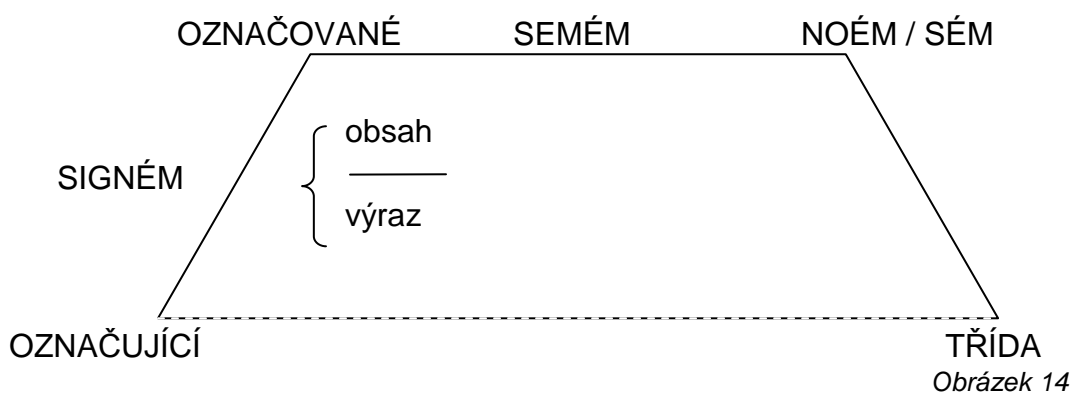 OZNAČOVANÉ SEMÉM NOÉM / SÉM
obsah
SIGNÉM
výraz
OZNAČUJÍCÍ TŘÍDA
Obrázek 14